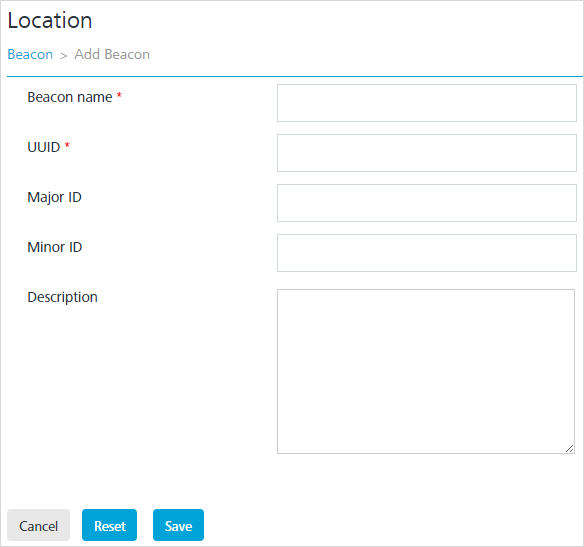 Location
Beacon > Add Beacon
Beacon name *
UUID *
Major ID
Minor ID
Description
Cancel Reset Save